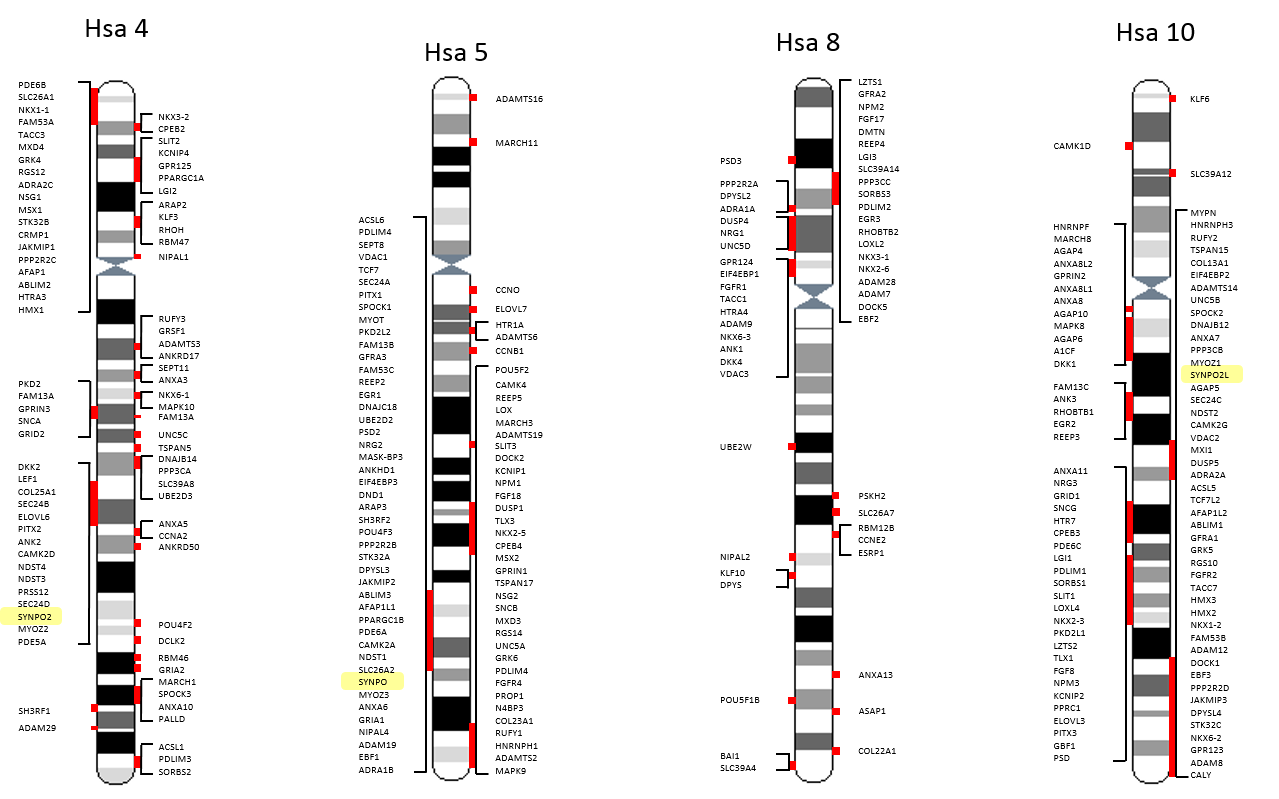 Hsa 4
PDE6B
SLC26A1
NKX1-1
FAM53A
TACC3
MXD4
GRK4
RGS12
ADRA2C
NSG1
MSX1
STK32B
CRMP1
JAKMIP1
PPP2R2C
AFAP1
ABLIM2
HTRA3
HMX1
PKD2
FAM13A
GPRIN3
SNCA
GRID2
DKK2
LEF1
COL25A1
SEC24B
ELOVL6
PITX2
ANK2
CAMK2D
NDST4
NDST3
PRSS12
SEC24D
SYNPO2
MYOZ2
PDE5A
SH3RF1
ADAM29
NKX3-2
CPEB2
SLIT2
KCNIP4
GPR125
PPARGC1A
LGI2
ARAP2
KLF3
RHOH
RBM47
NIPAL1
RUFY3
GRSF1
ADAMTS3
ANKRD17
SEPT11
ANXA3
NKX6-1
MAPK10
FAM13A
UNC5C
TSPAN5
DNAJB14
PPP3CA
SLC39A8
UBE2D3
ANXA5
CCNA2
ANKRD50
POU4F2
DCLK2
RBM46
GRIA2
MARCH1
SPOCK3
ANXA10
PALLD
ACSL1
PDLIM3
SORBS2
Hsa 5
ACSL6
PDLIM4
SEPT8
VDAC1
TCF7
SEC24A
PITX1
SPOCK1
MYOT
PKD2L2
FAM13B
GFRA3
FAM53C
REEP2
EGR1
DNAJC18
UBE2D2
PSD2
NRG2
MASK-BP3
ANKHD1
EIF4EBP3
DND1
ARAP3
SH3RF2
POU4F3
PPP2R2B
STK32A
DPYSL3
JAKMIP2
ABLIM3
AFAP1L1
PPARGC1B
PDE6A
CAMK2A
NDST1
SLC26A2
SYNPO
MYOZ3
ANXA6
GRIA1
NIPAL4
ADAM19
EBF1
ADRA1B
ADAMTS16
MARCH11
CCNO
ELOVL7
HTR1A
ADAMTS6
CCNB1
POU5F2
CAMK4
REEP5
LOX
MARCH3
ADAMTS19
SLIT3
DOCK2
KCNIP1
NPM1
FGF18
DUSP1
TLX3
NKX2-5
CPEB4
MSX2
GPRIN1
TSPAN17
NSG2
SNCB
MXD3
RGS14
UNC5A
GRK6
PDLIM4
FGFR4
PROP1
N4BP3
COL23A1
RUFY1
HNRNPH1
ADAMTS2
MAPK9
Hsa 8
PSD3
PPP2R2A
DPYSL2
ADRA1A
DUSP4
NRG1
UNC5D
GPR124
EIF4EBP1
FGFR1
TACC1
HTRA4
ADAM9
NKX6-3
ANK1
DKK4
VDAC3
UBE2W
NIPAL2
KLF10
DPYS
POU5F1B
BAI1
SLC39A4
LZTS1
GFRA2
NPM2
FGF17
DMTN
REEP4
LGI3
SLC39A14
PPP3CC
SORBS3
PDLIM2
EGR3
RHOBTB2
LOXL2
NKX3-1
NKX2-6
ADAM28
ADAM7
DOCK5
EBF2
PSKH2
SLC26A7
RBM12B
CCNE2
ESRP1
ANXA13
ASAP1
COL22A1
Hsa 10
CAMK1D
HNRNPF
MARCH8
AGAP4
ANXA8L2
GPRIN2
ANXA8L1
ANXA8
AGAP10
MAPK8
AGAP6
A1CF
DKK1
FAM13C
ANK3
RHOBTB1
EGR2
REEP3
ANXA11
NRG3
GRID1
SNCG
HTR7
CPEB3
PDE6C
LGI1
PDLIM1
SORBS1
SLIT1
LOXL4
NKX2-3
PKD2L1
LZTS2
TLX1
FGF8
NPM3
KCNIP2
PPRC1
ELOVL3
PITX3
GBF1
PSD
KLF6
SLC39A12
MYPN
HNRNPH3
RUFY2
TSPAN15
COL13A1
EIF4EBP2
ADAMTS14
UNC5B
SPOCK2
DNAJB12
ANXA7
PPP3CB
MYOZ1
SYNPO2L
AGAP5
SEC24C
NDST2
CAMK2G
VDAC2
MXI1
DUSP5
ADRA2A
ACSL5
TCF7L2
AFAP1L2
ABLIM1
GFRA1
GRK5
RGS10
FGFR2
TACC7
HMX3
HMX2
NKX1-2
FAM53B
ADAM12
DOCK1
EBF3
PPP2R2D
JAKMIP3
DPYSL4
STK32C
NKX6-2
GPR123
ADAM8
CALY